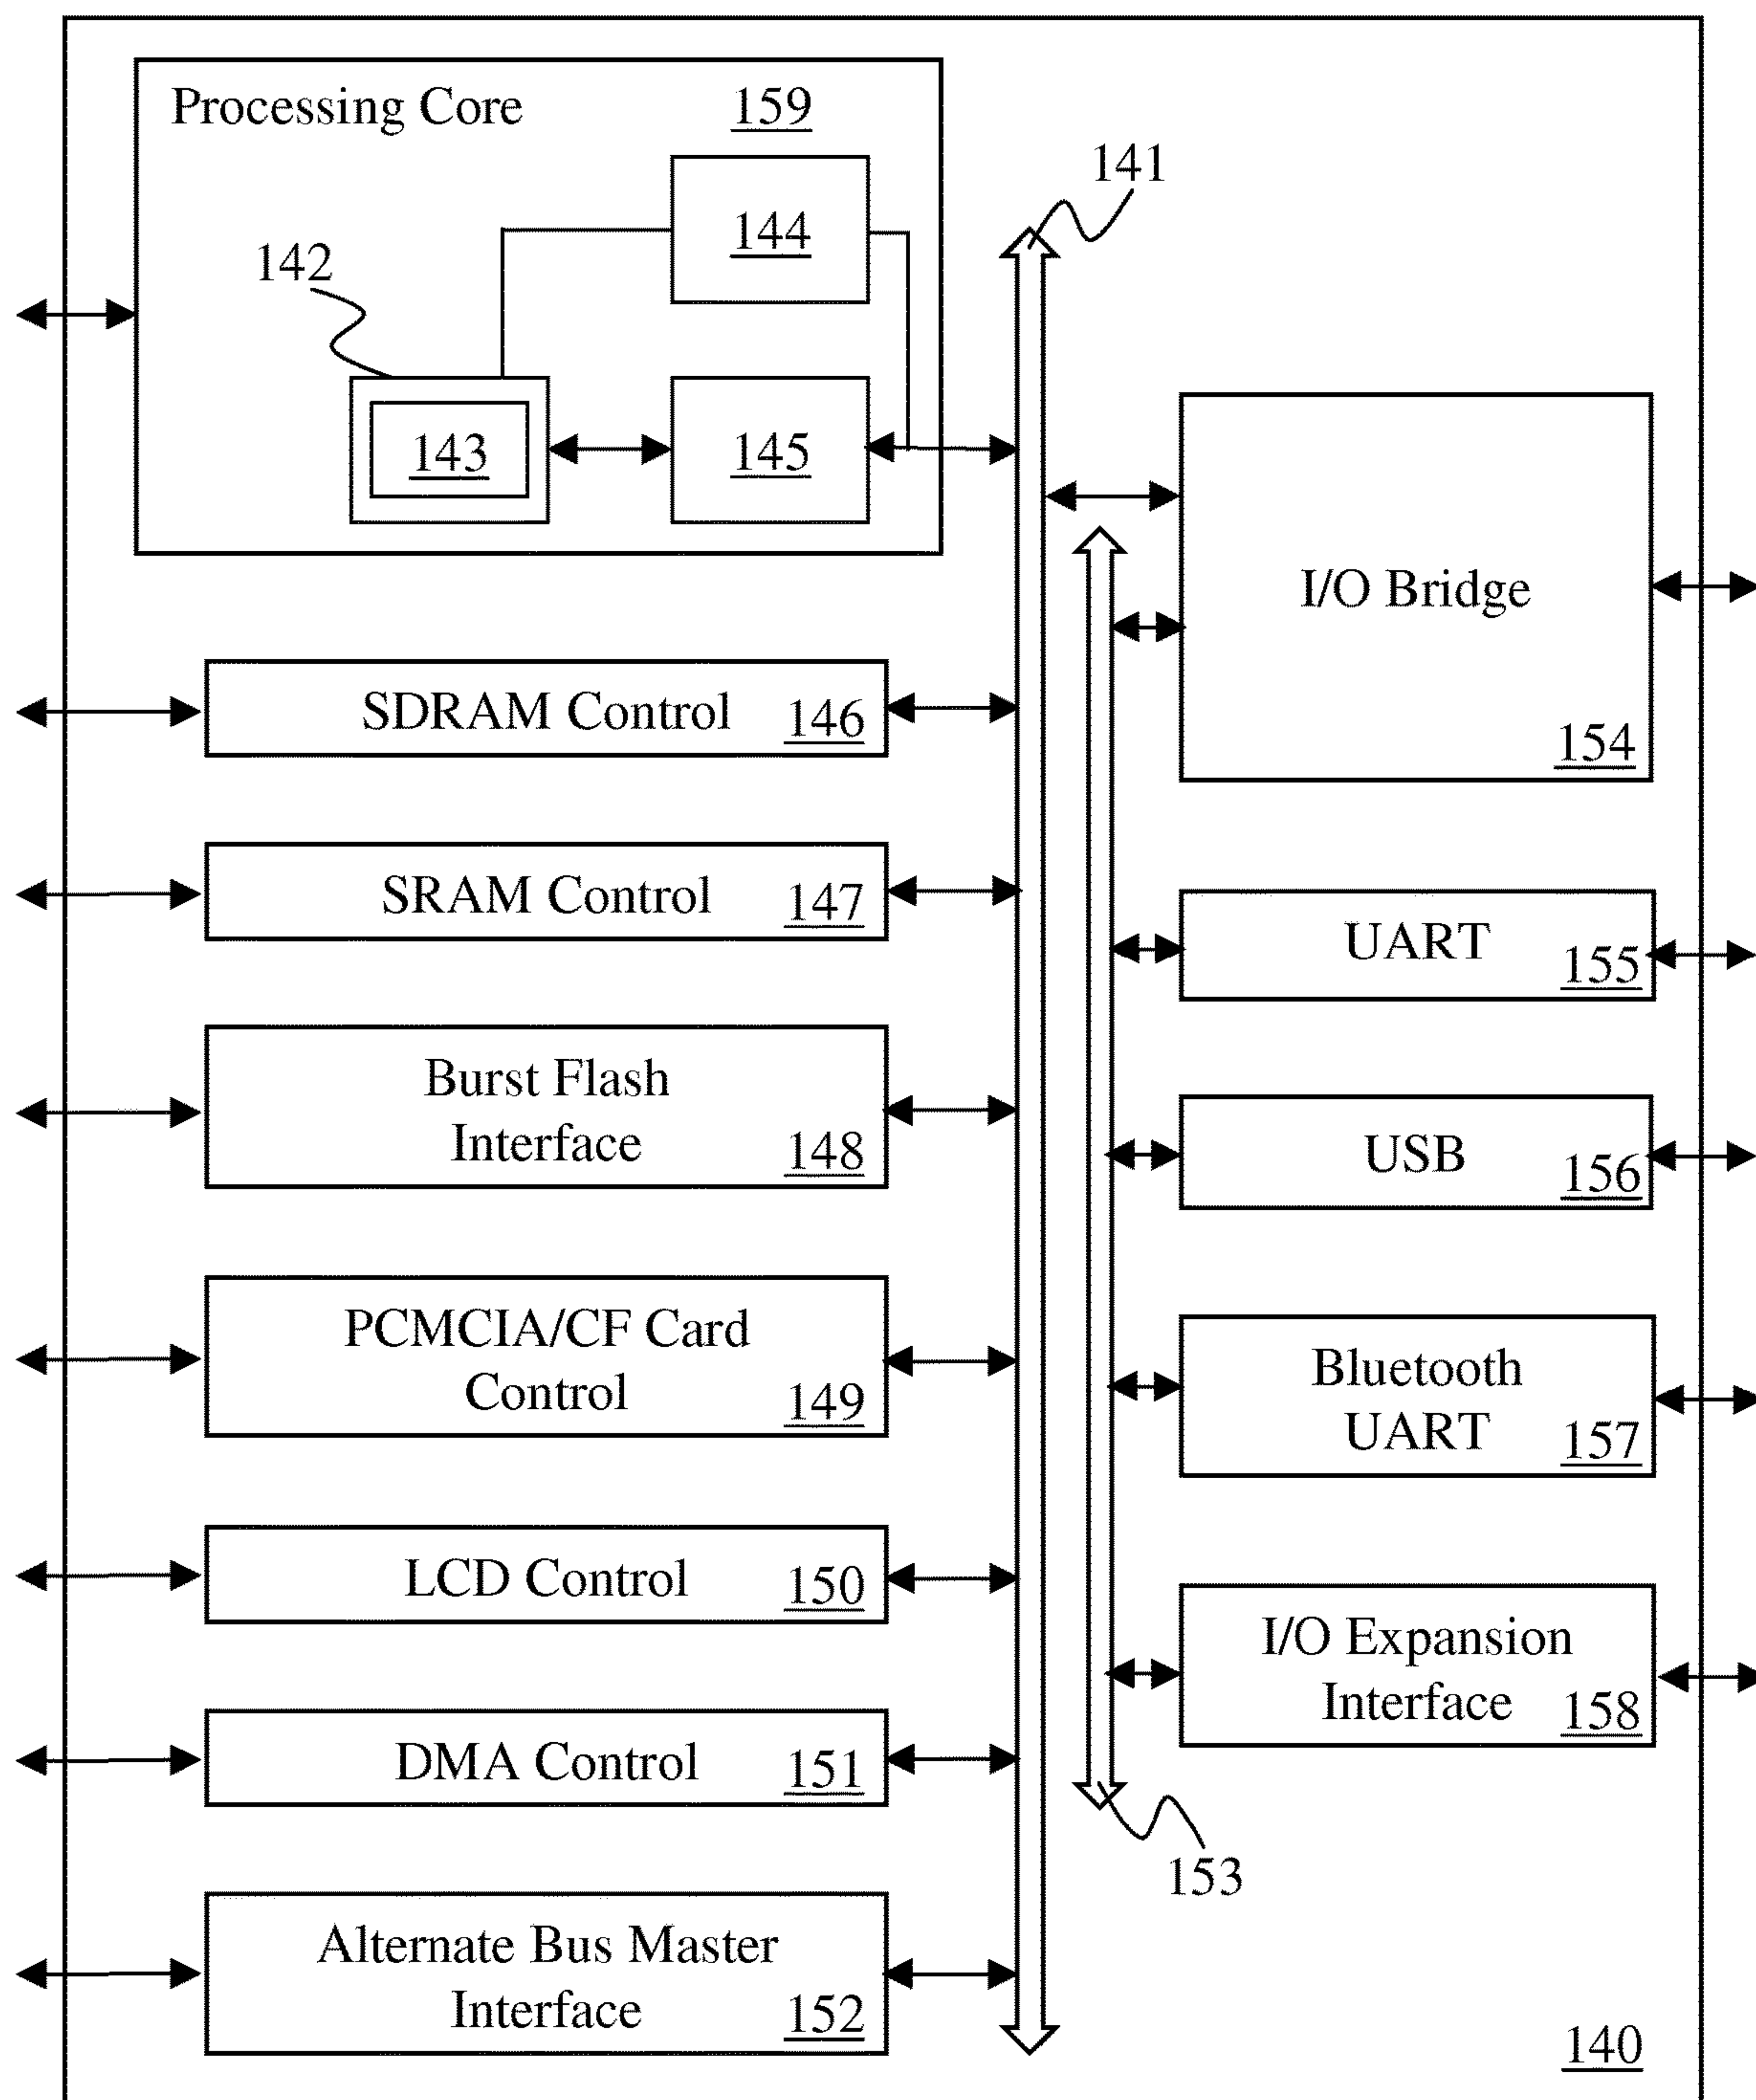 Processing Core 159
141
144
142
143
145
I/O Bridge
154
SDRAM Control 146
SRAM Control 147
UART 155
Burst Flash
Interface 148
USB 156
PCMCIA/CF Card
Control 149
Bluetooth
UART 157
LCD Control 150
I/O Expansion
Interface 158
DMA Control 151
153
Alternate Bus Master
Interface 152
140